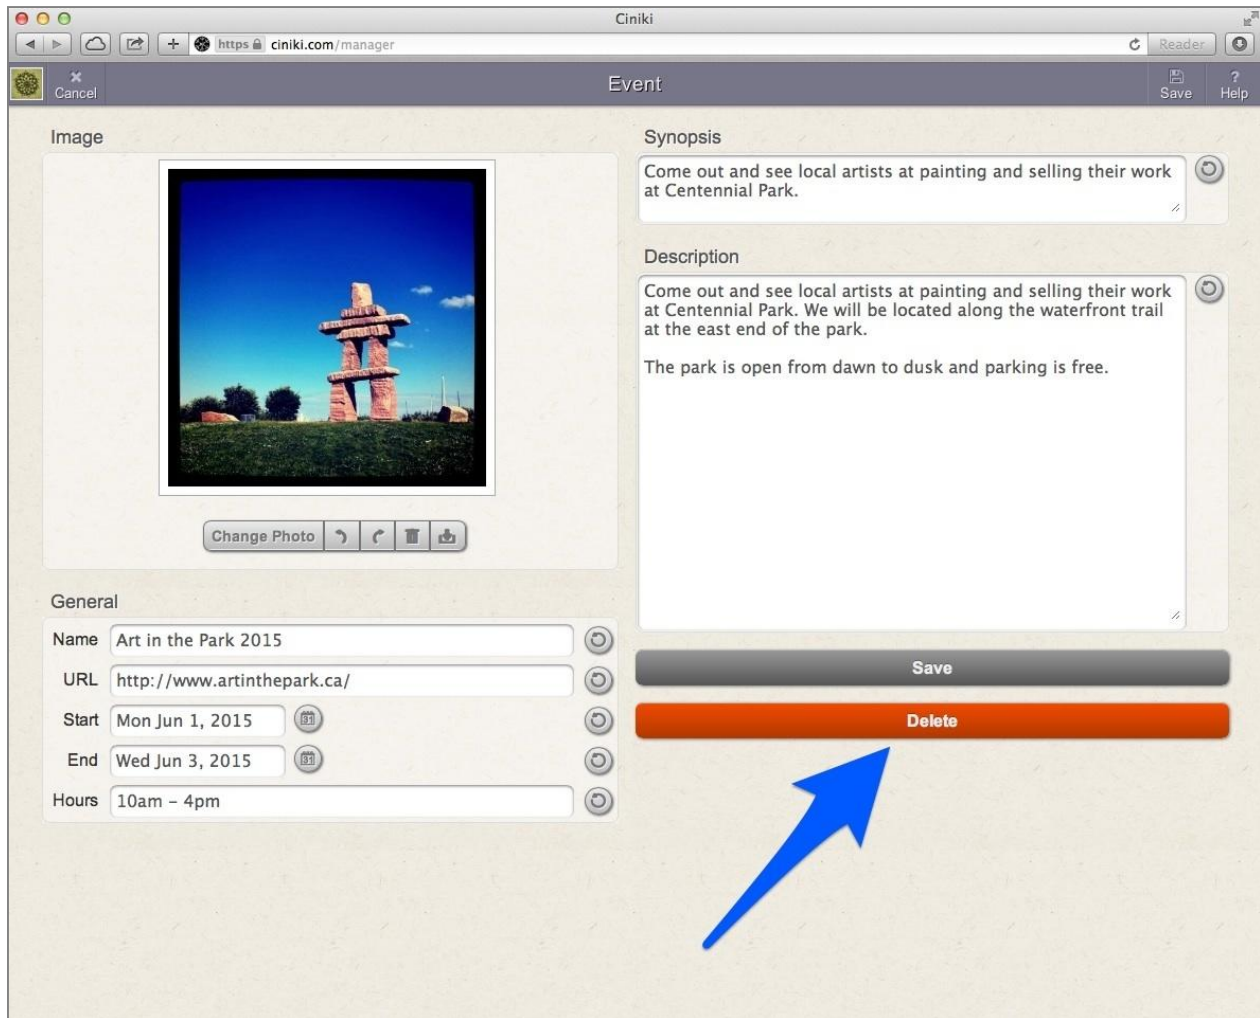 Ciniki
https ciniki.com/manager
Reader
Cancel
Event
Save
? Help
Image
Change Photo
General
Name Art in the Park 2015
URL http://www.artinthepark.ca/
Start Mon Jun 1, 2015 31
End Wed Jun 3, 2015 31
Hours 10am – 4pm
Synopsis
Come out and see local artists at painting and selling their work
at Centennial Park.
Description
Come out and see local artists at painting and selling their work
at Centennial Park. We will be located along the waterfront trail
at the east end of the park.
The park is open from dawn to dusk and parking is free.
Save
Delete